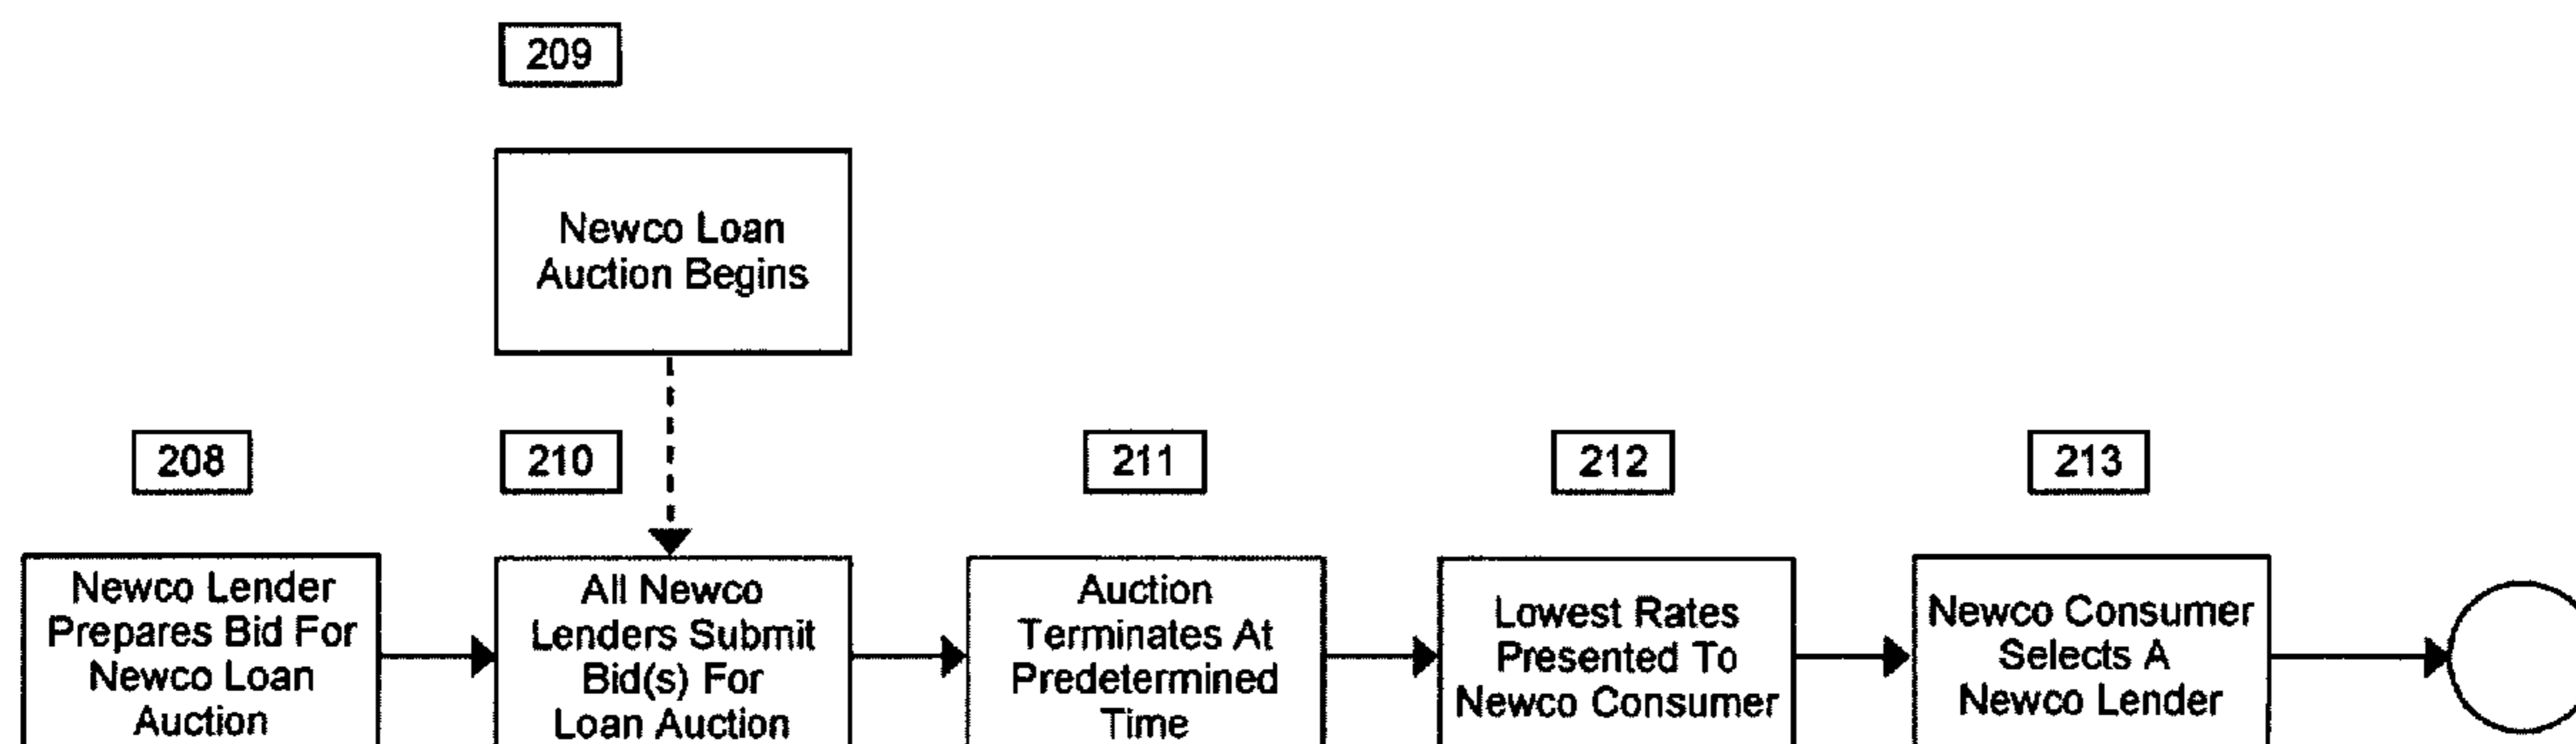 209
Newco Loan
Auction Begins
208
210
211
212
213
Newco Lender
Prepares Bid For
Newco Loan
Auction
All Newco
Lenders Submit
Bid(s) For
Loan Auction
Auction
Terminates At
Predetermined
Time
Lowest Rates
Presented To
Newco Consumer
Newco Consumer
Selects A
Newco Lender